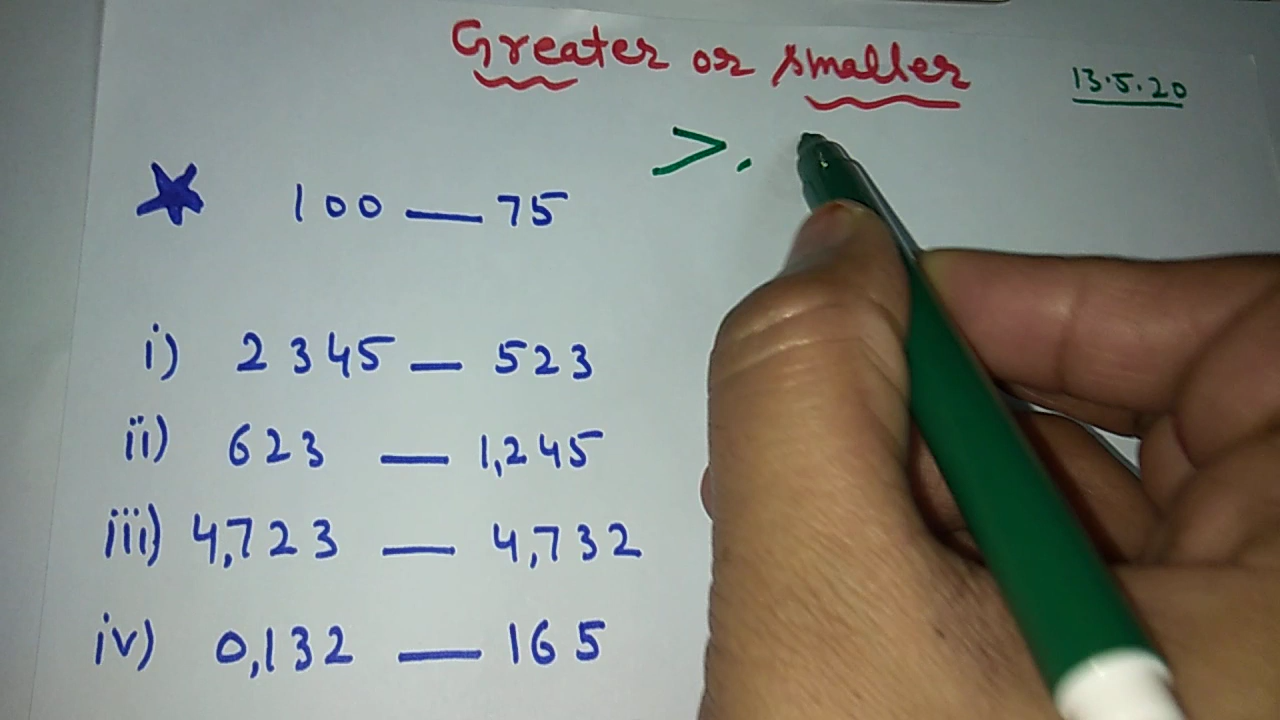 Greater or smaller
13.5.20
>.
100 — 75
i) 2345 — 523
ii) 623 — 1,245
iii) 4,723 — 4,732
iv) 0,132 — 165